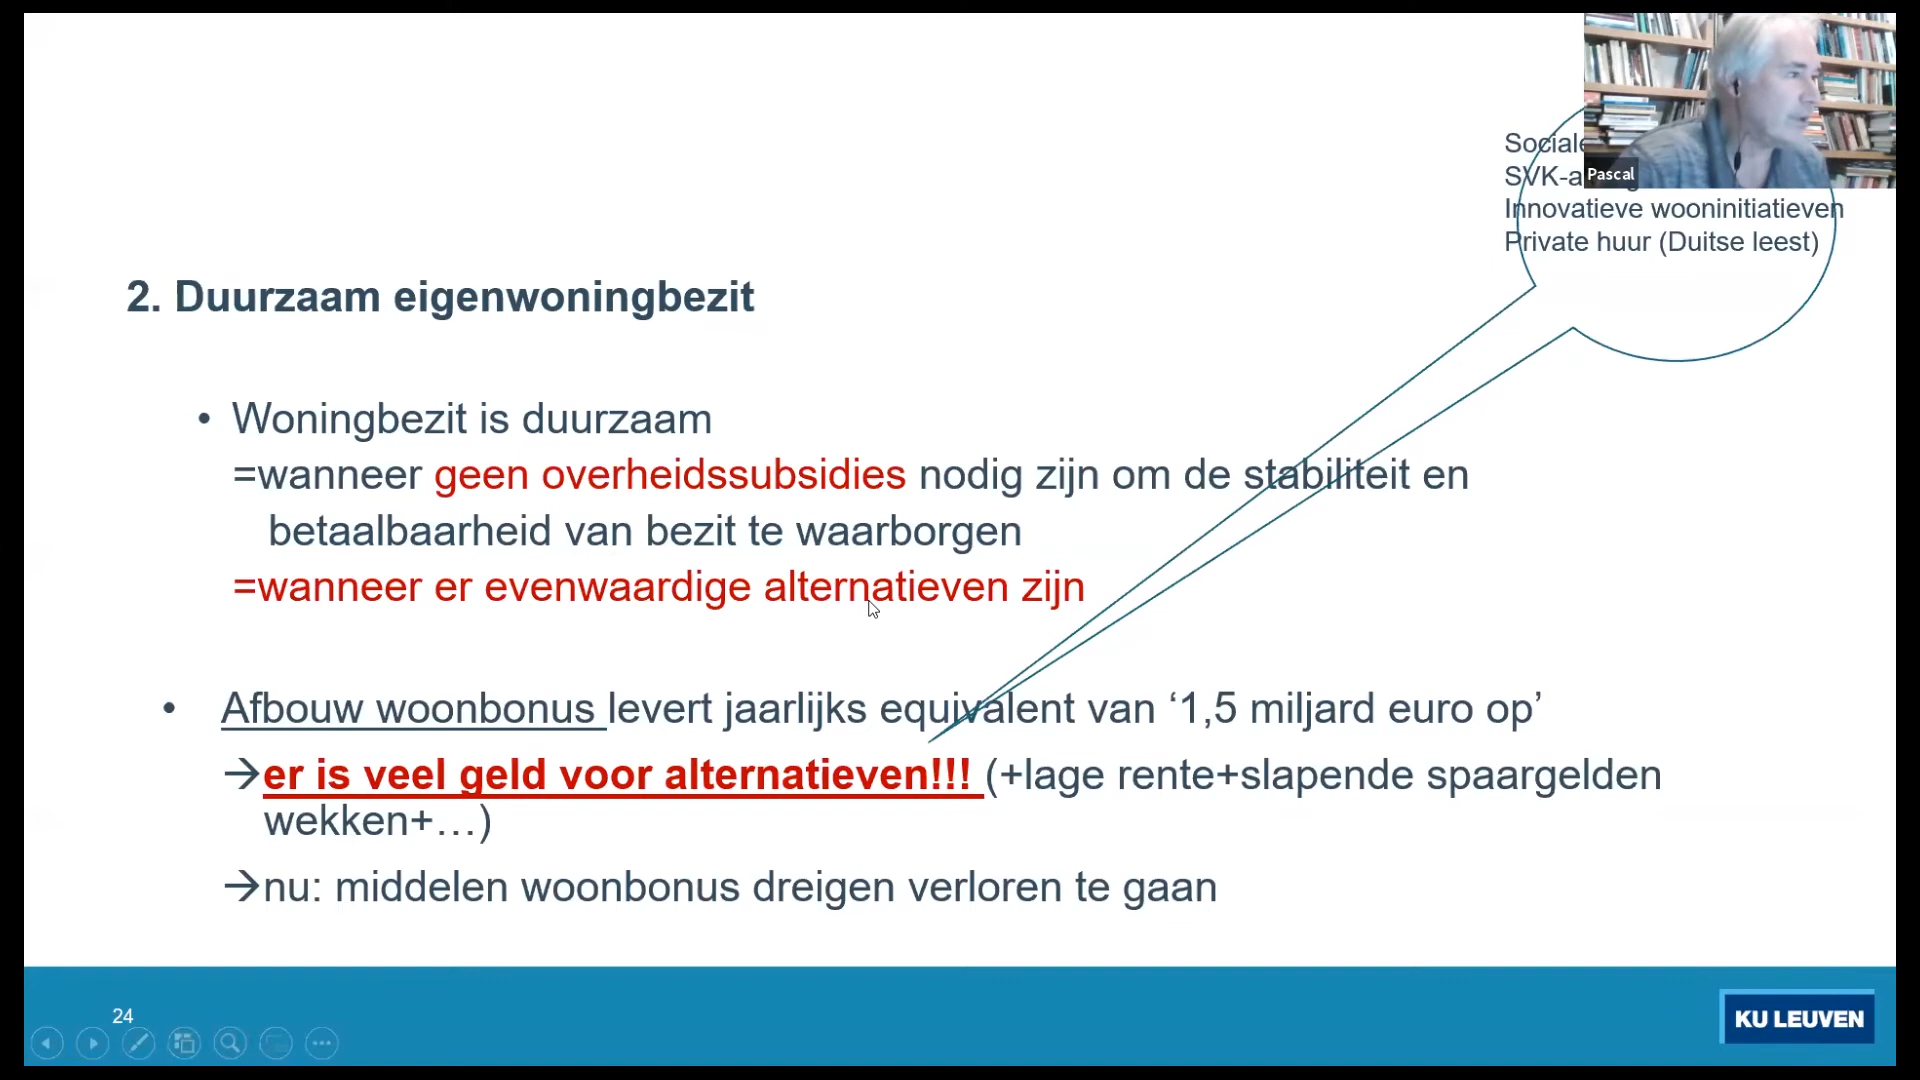 Sociale
SVK-a
Innovatieve wooninitiatieven
Private huur (Duitse leest)
Pascal
2. Duurzaam eigenwoningbezit
• Woningbezit is duurzaam
=wanneer geen overheidssubsidies nodig zijn om de stabiliteit en
betaalbaarheid van bezit te waarborgen
=wanneer er evenwaardige alternatieven zijn
• Afbouw woonbonus levert jaarlijks equivalent van ‘1,5 miljard euro op’
→er is veel geld voor alternatieven!!! (+lage rente+slapende spaargelden
wekken+…)
→nu: middelen woonbonus dreigen verloren te gaan
24
KU LEUVEN